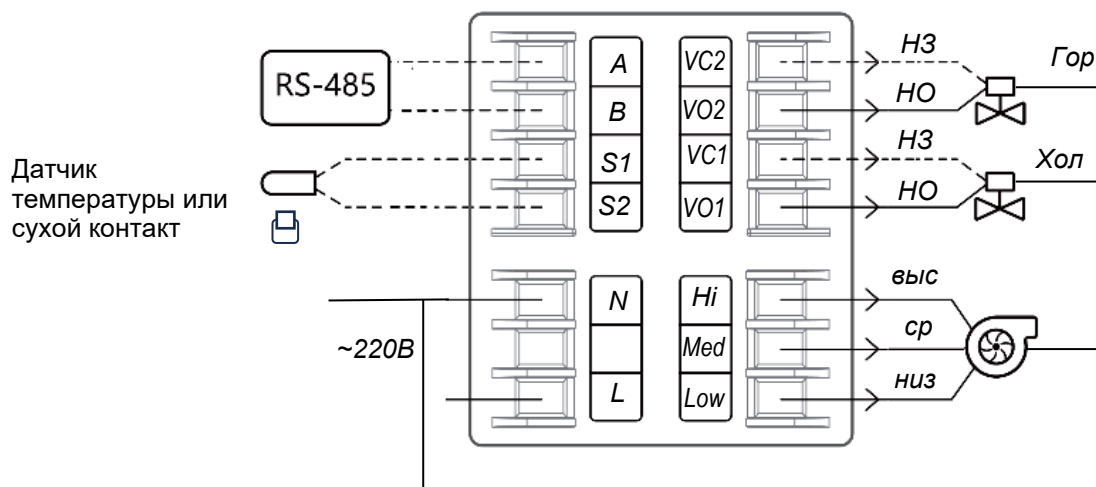 RS-485
Датчик
температуры или
сухой контакт
~220В
A
B
S1
S2
N
L
VC2
VO2
VC1
VO1
Hi
Med
Low
НЗ
НО
Гор
НЗ
НО
Хол
выс
ср
низ